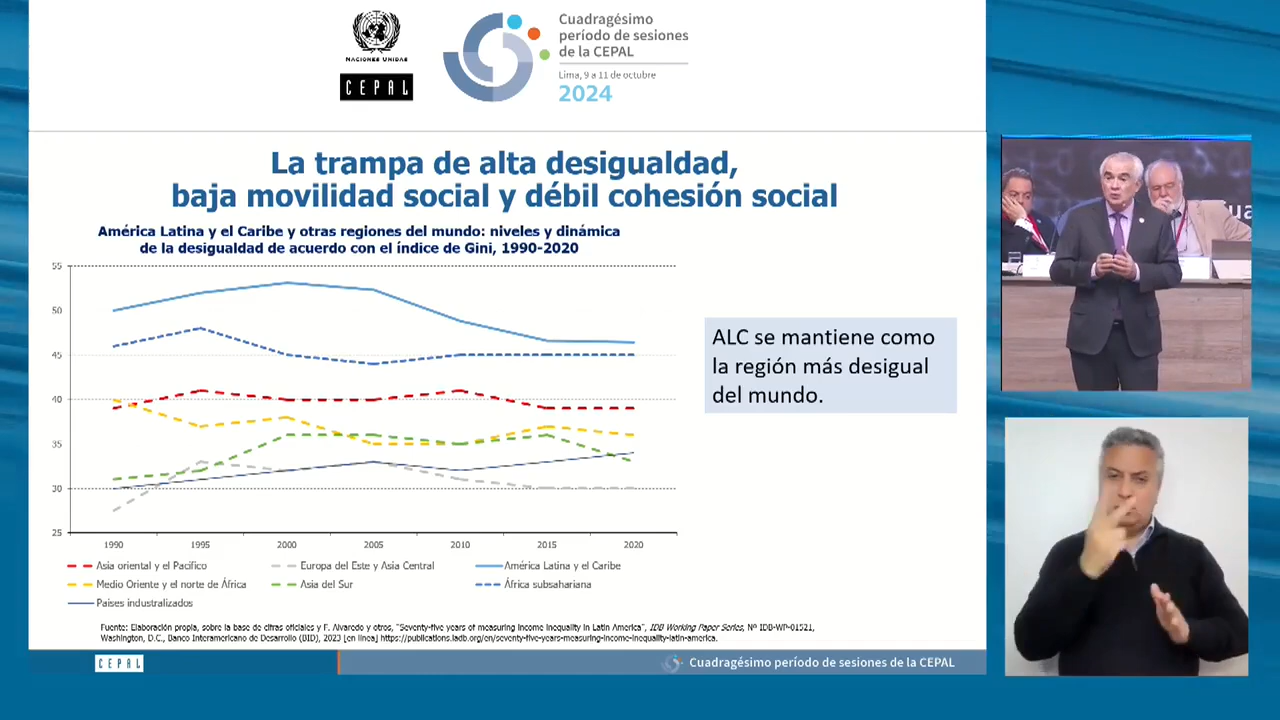 NACIONES UNIDAS
CEPAL
Cuadragésimo
período de sesiones
de la CEPAL
Lima, 9 a 11 de octubre
2024
La trampa de alta desigualdad,
baja movilidad social y débil cohesión social
América Latina y el Caribe y otras regiones del mundo: niveles y dinámica
de la desigualdad de acuerdo con el índice de Gini, 1990-2020
55
50
45
40
35
30
25
1990 1995 2000 2005 2010 2015 2020
ALC se mantiene como
la región más desigual
del mundo.
Asia oriental y el Pacífico Europa del Este y Asia Central América Latina y el Caribe
Medio Oriente y el norte de África Asia del Sur África subsahariana
Países industralizados
Fuente: Elaboración propia, sobre la base de cifras oficiales y F. Alvaredo y otros, "Seventy-five years of measuring income inequality in Latin America", IDB Working Paper Series, Nº IDB-WP-01521,
Washington, D.C., Banco Interamericano de Desarrollo (BID), 2023 [en línea] https://publications.iadb.org/en/seventy-five-years-measuring-income-inequality-latin-america.
CEPAL
Cuadragésimo período de sesiones de la CEPAL